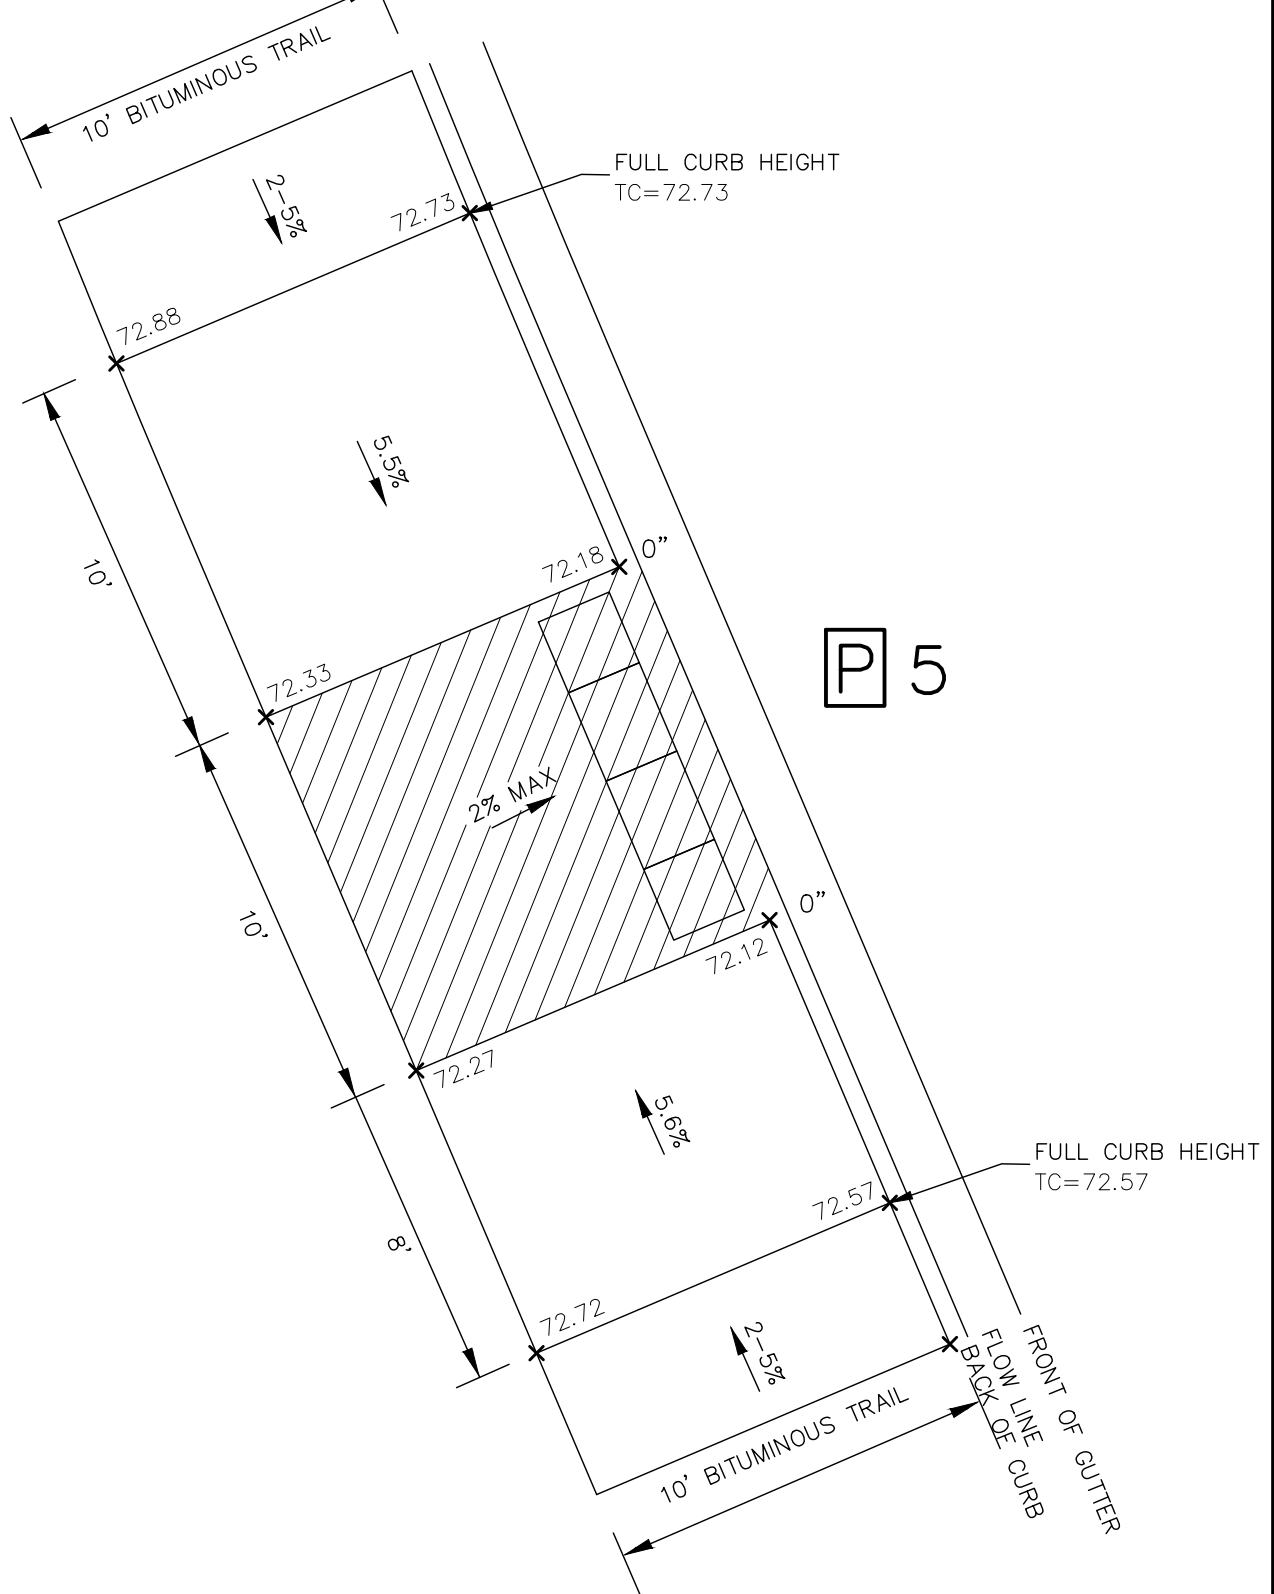 10' BITUMINOUS TRAIL
FULL CURB HEIGHT
TC=72.73
2-5%
72.73
72.88
5.5%
0"
72.18
10'
P 5
72.33
2% MAX
0"
10'
72.12
72.27
5.6%
FULL CURB HEIGHT
TC=72.57
72.57
8'
72.72
2-5%
FRONT OF GUTTER
FLOW LINE
BACK OF CURB
10' BITUMINOUS TRAIL